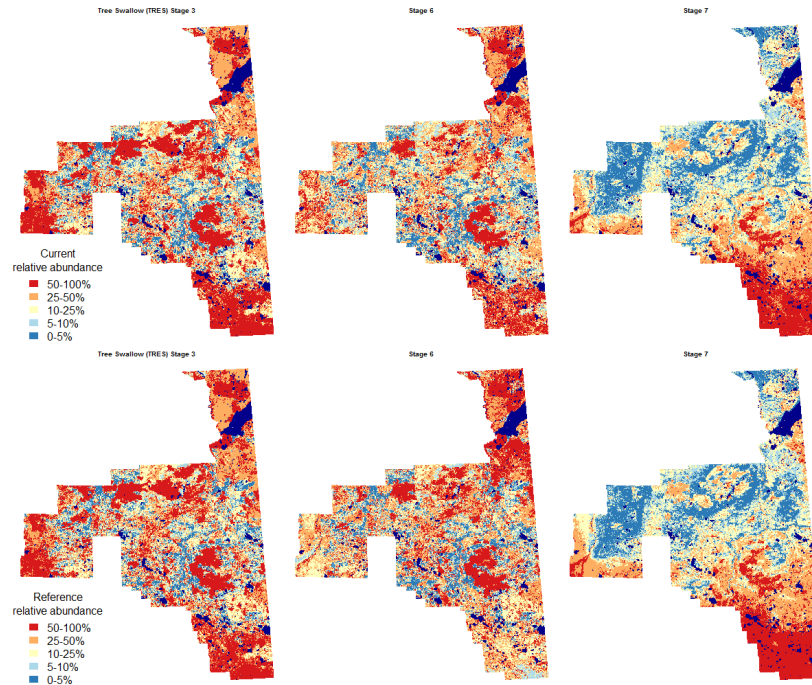 Tree Swallow (TRES) Stage 3
Stage 6
Stage 7
Current
relative abundance
50-100%
25-50%
10-25%
5-10%
0-5%
Tree Swallow (TRES) Stage 3
Stage 6
Stage 7
Reference
relative abundance
50-100%
25-50%
10-25%
5-10%
0-5%